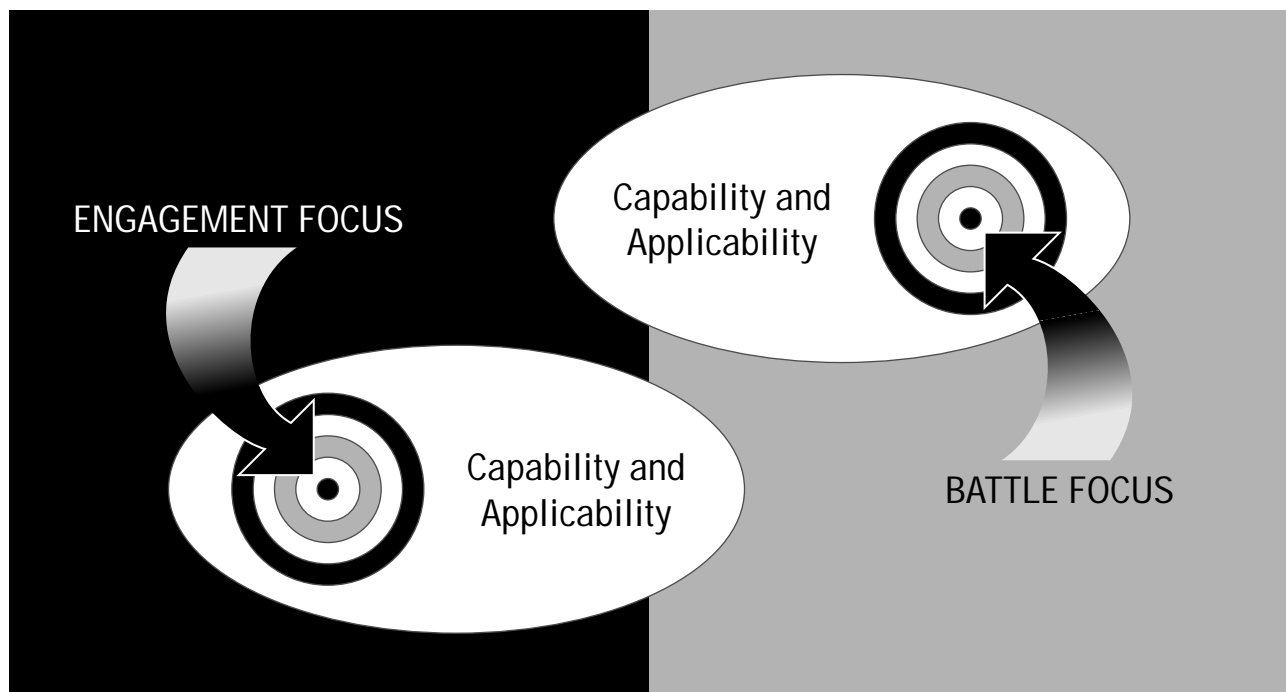 ENGAGEMENT FOCUS
Capability and
Applicability
Capability and
Applicability
BATTLE FOCUS